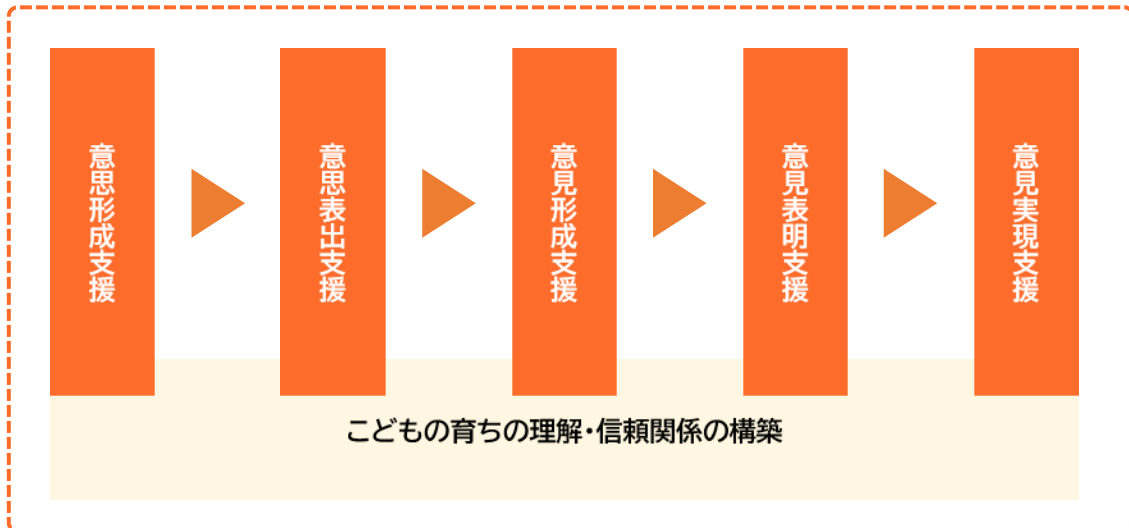 意思形成支援
意思表出支援
意見形成支援
意見表明支援
意見実現支援
こどもの育ちの理解・信頼関係の構築